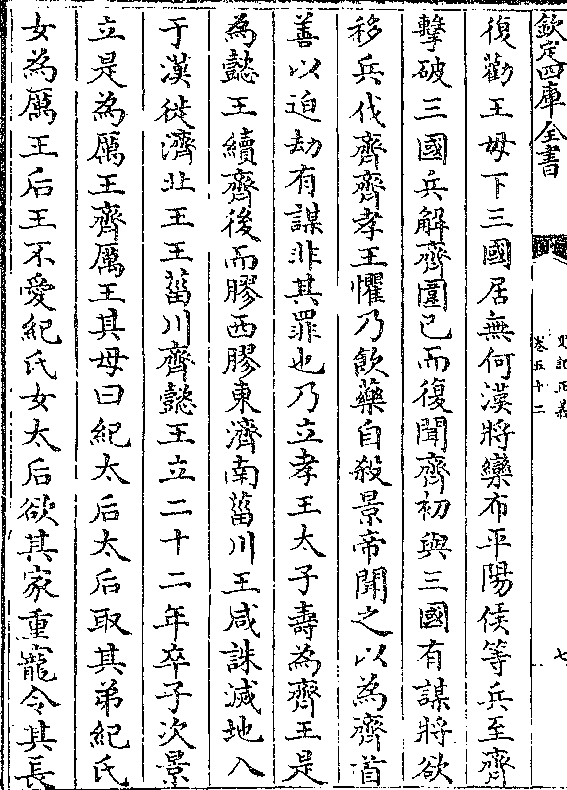 欽定四庫全書
史記正義
卷五十二
七
復勸王毋下三國居無何漢將欒布平陽侯等兵至齊
擊破三國兵解齊圍已而復聞齊初與三國有謀將欲
移兵伐齊齊孝王懼乃飲藥自殺景帝聞之以為齊首
善以迫劫有謀非其罪也乃立孝王太子壽為齊王是
為懿王續齊後而膠西膠東濟南菑川王咸誅滅地入
于漢徙濟北王王菑川齊懿王立二十二年卒子次景
立是為厲王齊厲王其母曰紀太后太后取其弟紀氏
女為厲王后王不愛紀氏女太后欲其家重寵令其長